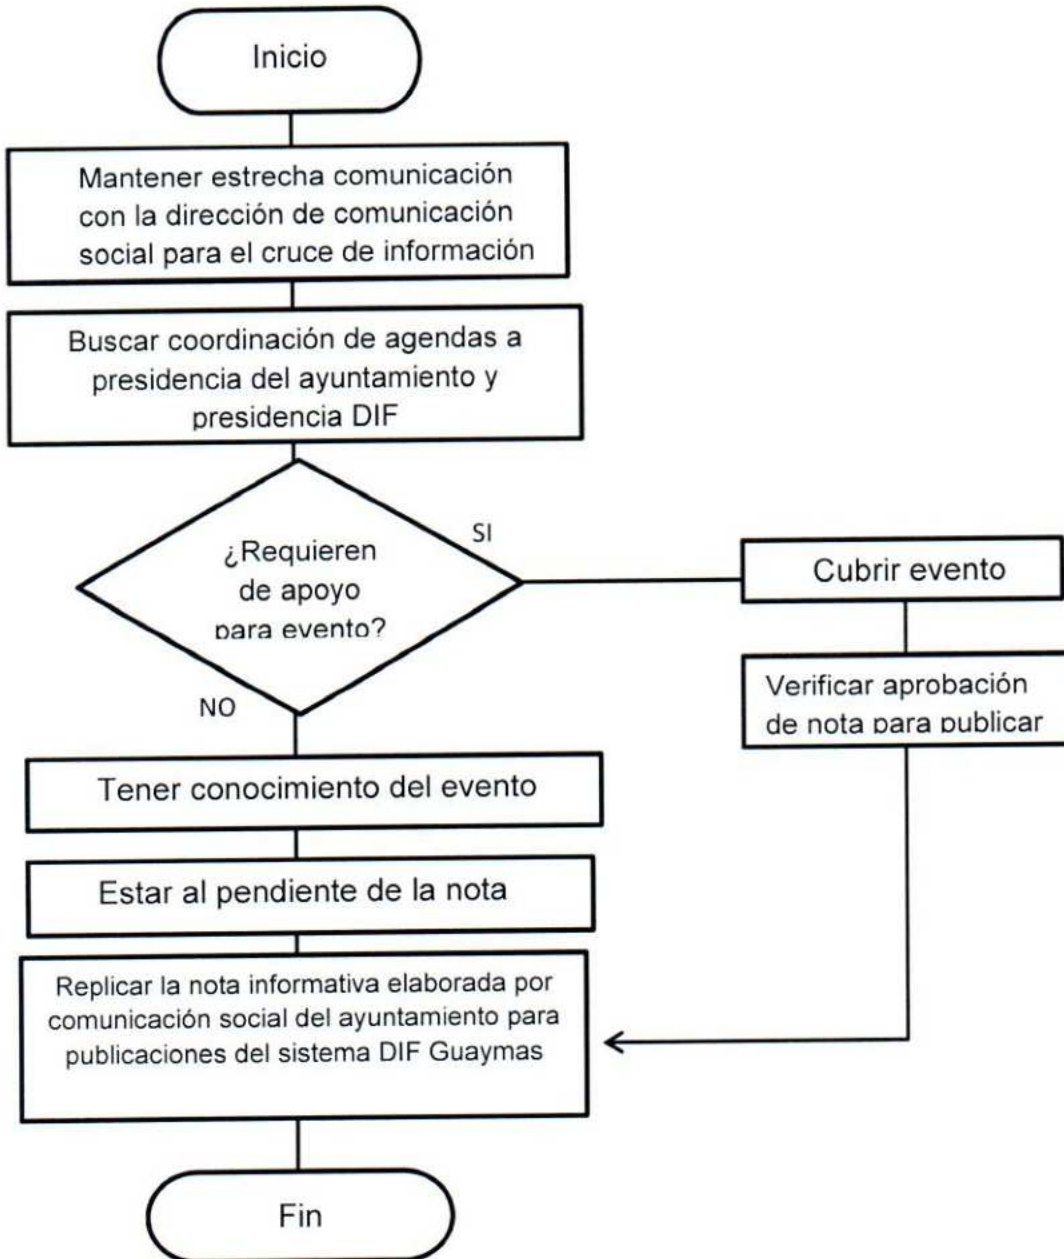 Inicio
Mantener estrecha comunicación
con la dirección de comunicación
social para el cruce de información
Buscar coordinación de agendas a
presidencia del ayuntamiento y
presidencia DIF
¿Requieren
de apoyo
para evento?
SI
Cubrir evento
Verificar aprobación
de nota para publicar
NO
Tener conocimiento del evento
Estar al pendiente de la nota
Replicar la nota informativa elaborada por
comunicación social del ayuntamiento para
publicaciones del sistema DIF Guaymas
Fin